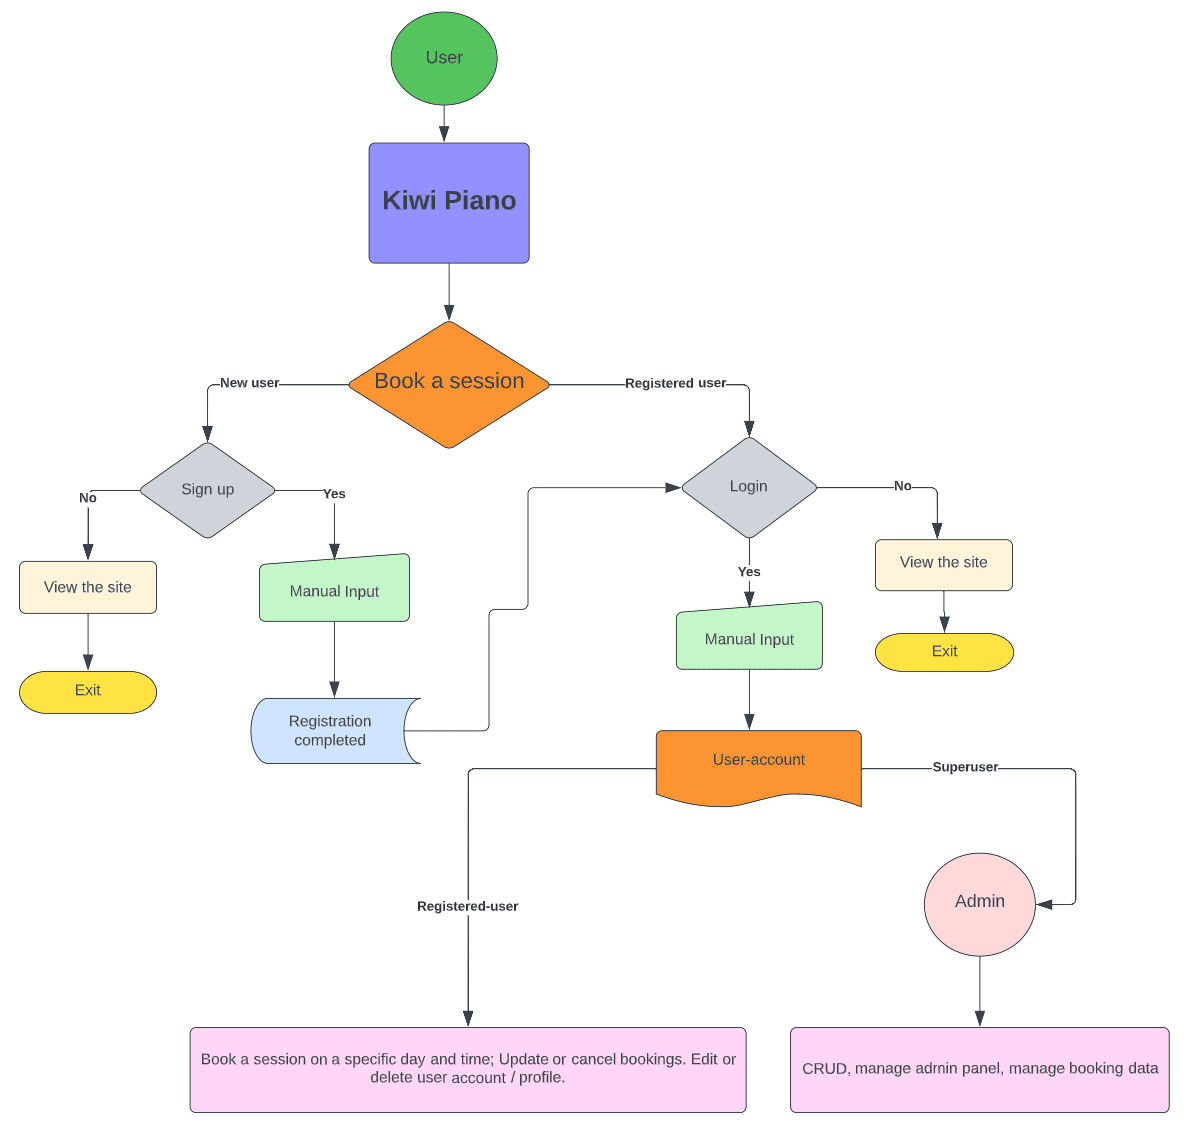 User
Kiwi Piano
Book a session
New user
Registered user
Sign up
Login
No
Yes
No
View the site
Manual Input
Yes
View the site
Manual Input
Exit
Exit
Registration
completed
User-account
Superuser
Registered-user
Admin
Book a session on a specific day and time; Update or cancel bookings. Edit or
delete user account / profile.
CRUD, manage admin panel, manage booking data